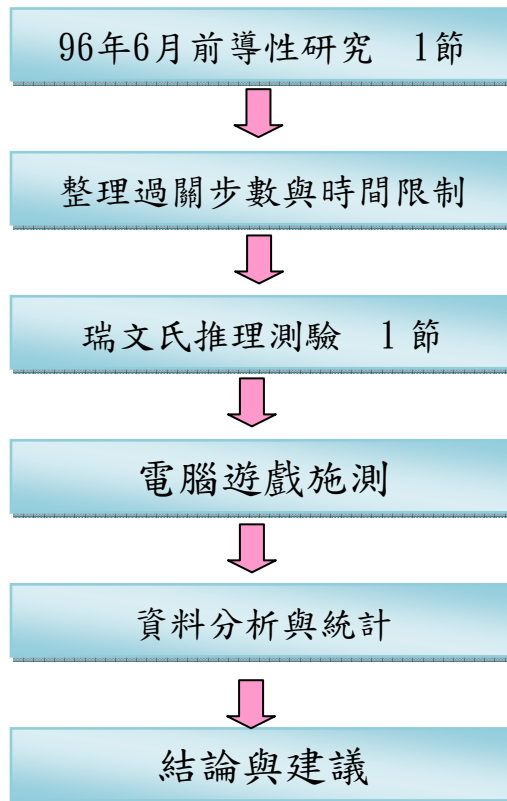 96年6月前導性研究　1節
整理過關步數與時間限制
瑞文氏推理測驗　1 節
電腦遊戲施測
資料分析與統計
結論與建議